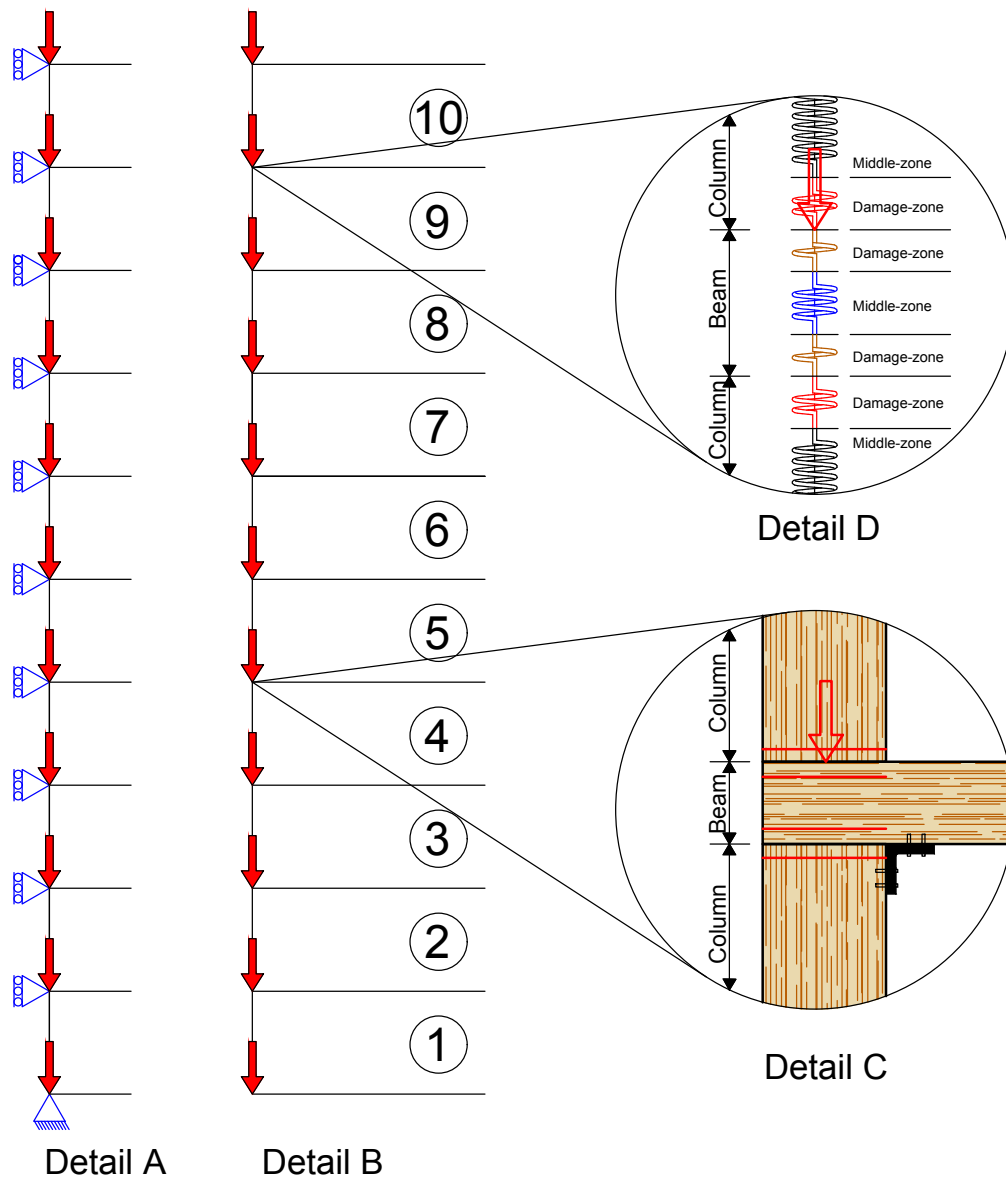 10
9
8
7
6
5
4
3
2
1
Detail A
Detail B
Column
Beam
Column
Middle-zone
Damage-zone
Damage-zone
Middle-zone
Damage-zone
Damage-zone
Middle-zone
Detail D
Column
Beam
Column
Detail C